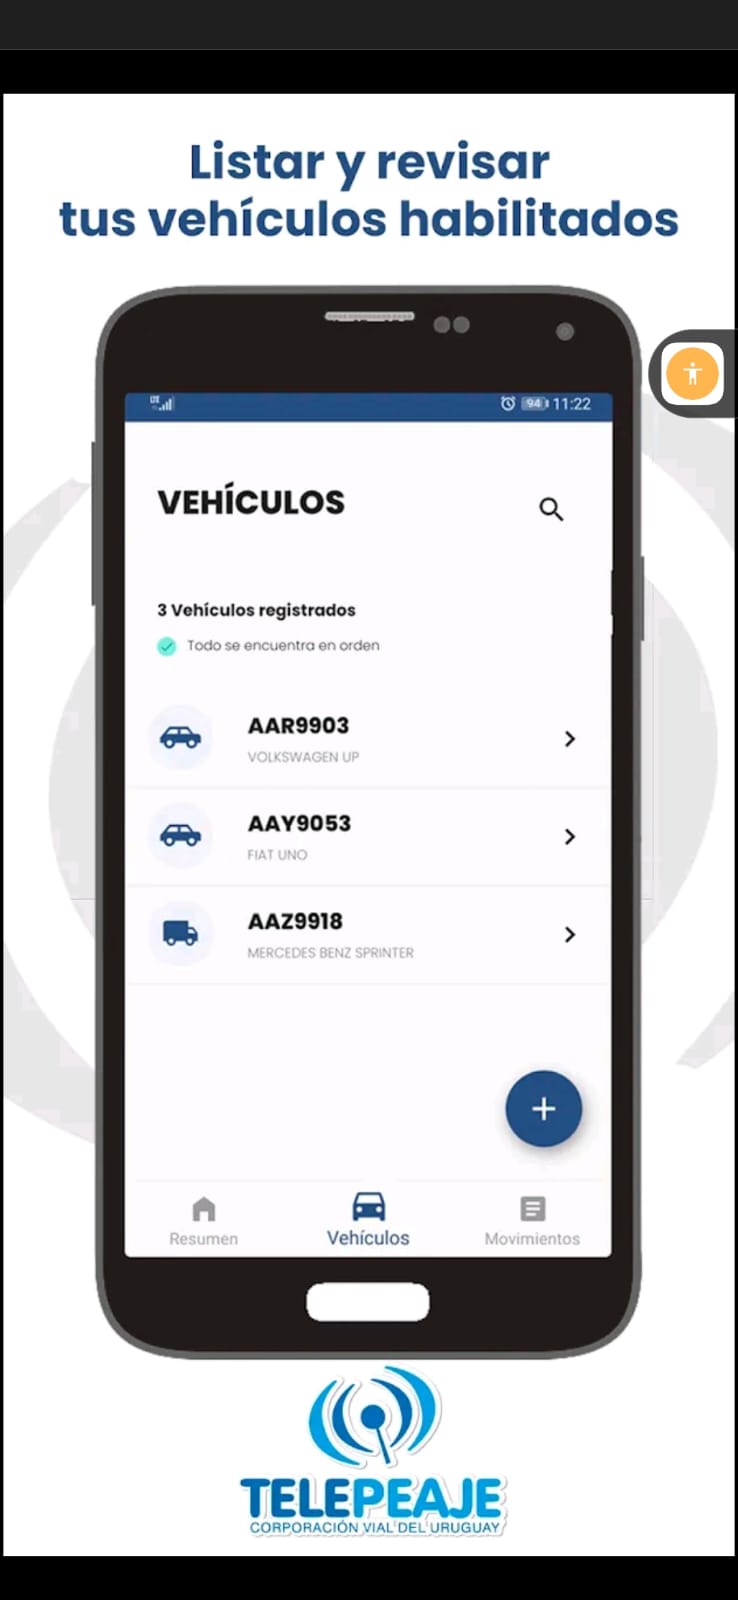 Listar y revisar
tus vehículos habilitados
LTE
94 11:22
VEHÍCULOS
3 Vehículos registrados
Todo se encuentra en orden
AAR9903
VOLKSWAGEN UP
AAY9053
FIAT UNO
AAZ9918
MERCEDES BENZ SPRINTER
Resumen
Vehículos
Movimientos
TELEPEAJE
CORPORACIÓN VIAL DEL URUGUAY